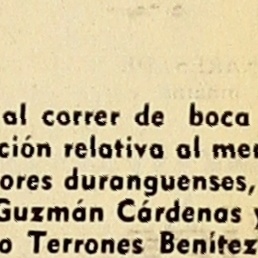 al correr de boca
ción relativa al me
ores duranguenses,
Guzmán Cárdenas y
o Terrones Benítez